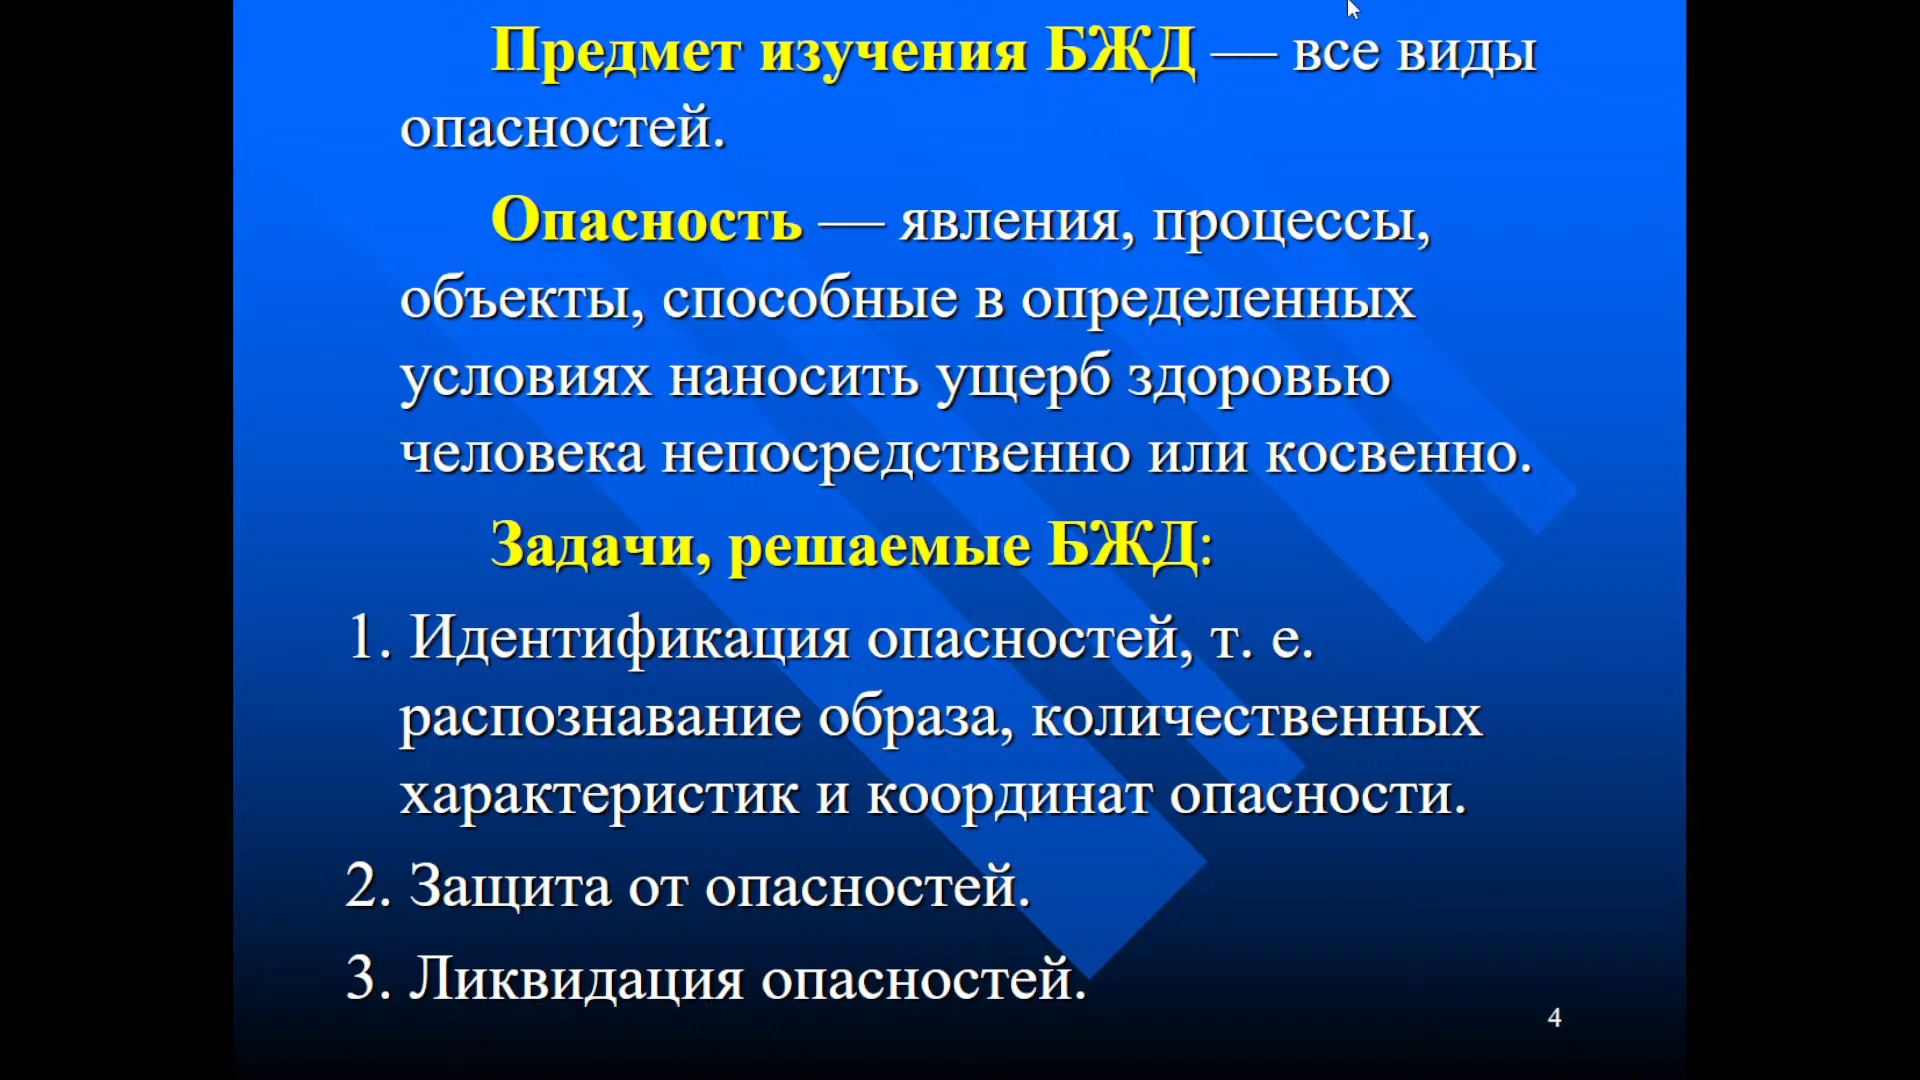 Предмет изучения БЖД — все виды
опасностей.
Опасность — явления, процессы,
объекты, способные в определенных
условиях наносить ущерб здоровью
человека непосредственно или косвенно.
Задачи, решаемые БЖД:
1. Идентификация опасностей, т. е.
распознавание образа, количественных
характеристик и координат опасности.
2. Защита от опасностей.
3. Ликвидация опасностей.
4